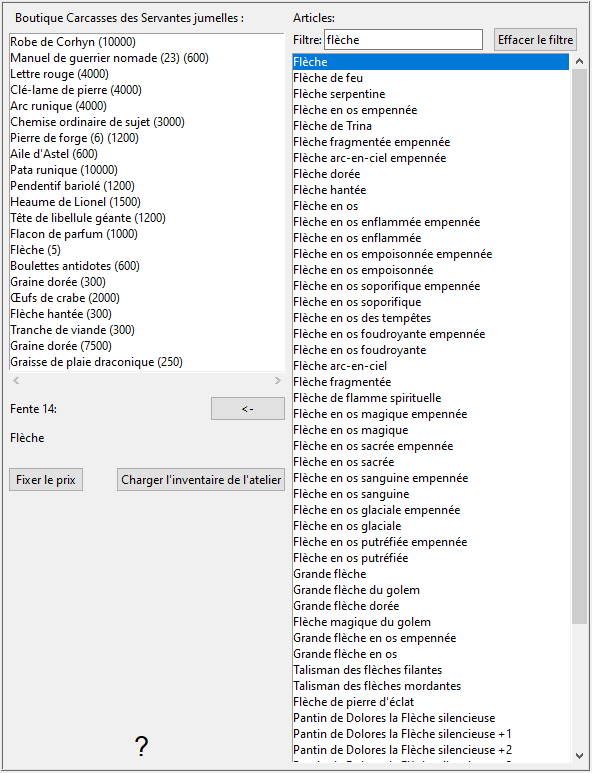 Boutique Carcasses des Servantes jumelles :
Robe de Corhyn (10000)
Manuel de guerrier nomade (23) (600)
Lettre rouge (4000)
Clé-lame de pierre (4000)
Arc runique (4000)
Chemise ordinaire de sujet (3000)
Pierre de forge (6) (1200)
Aile d'Astel (600)
Pata runique (10000)
Pendentif bariolé (1200)
Heaume de Lionel (1500)
Tête de libellule géante (1200)
Flacon de parfum (1000)
Flèche (5)
Boulettes antidotes (600)
Graine dorée (300)
Œufs de crabe (2000)
Flèche hantée (300)
Tranche de viande (300)
Graine dorée (7500)
Graisse de plaie draconique (250)
Fente 14:
<-
Flèche
Fixer le prix
Charger l'inventaire de l'atelier
?
Articles:
Filtre: flèche
Effacer le filtre
Flèche
Flèche de feu
Flèche serpentine
Flèche en os empennée
Flèche de Trina
Flèche fragmentée empennée
Flèche arc-en-ciel empennée
Flèche dorée
Flèche hantée
Flèche en os
Flèche en os enflammée empennée
Flèche en os enflammée
Flèche en os empoisonnée empennée
Flèche en os empoisonnée
Flèche en os soporifique empennée
Flèche en os soporifique
Flèche en os des tempêtes
Flèche en os foudroyante empennée
Flèche en os foudroyante
Flèche arc-en-ciel
Flèche fragmentée
Flèche de flamme spirituelle
Flèche en os magique empennée
Flèche en os magique
Flèche en os sacrée empennée
Flèche en os sacrée
Flèche en os sanguine empennée
Flèche en os sanguine
Flèche en os glaciale empennée
Flèche en os glaciale
Flèche en os putréfiée empennée
Flèche en os putréfiée
Grande flèche
Grande flèche du golem
Grande flèche dorée
Flèche magique du golem
Grande flèche en os empennée
Grande flèche en os
Talisman des flèches filantes
Talisman des flèches mordantes
Flèche de pierre d'éclat
Pantin de Dolores la Flèche silencieuse
Pantin de Dolores la Flèche silencieuse +1
Pantin de Dolores la Flèche silencieuse +2